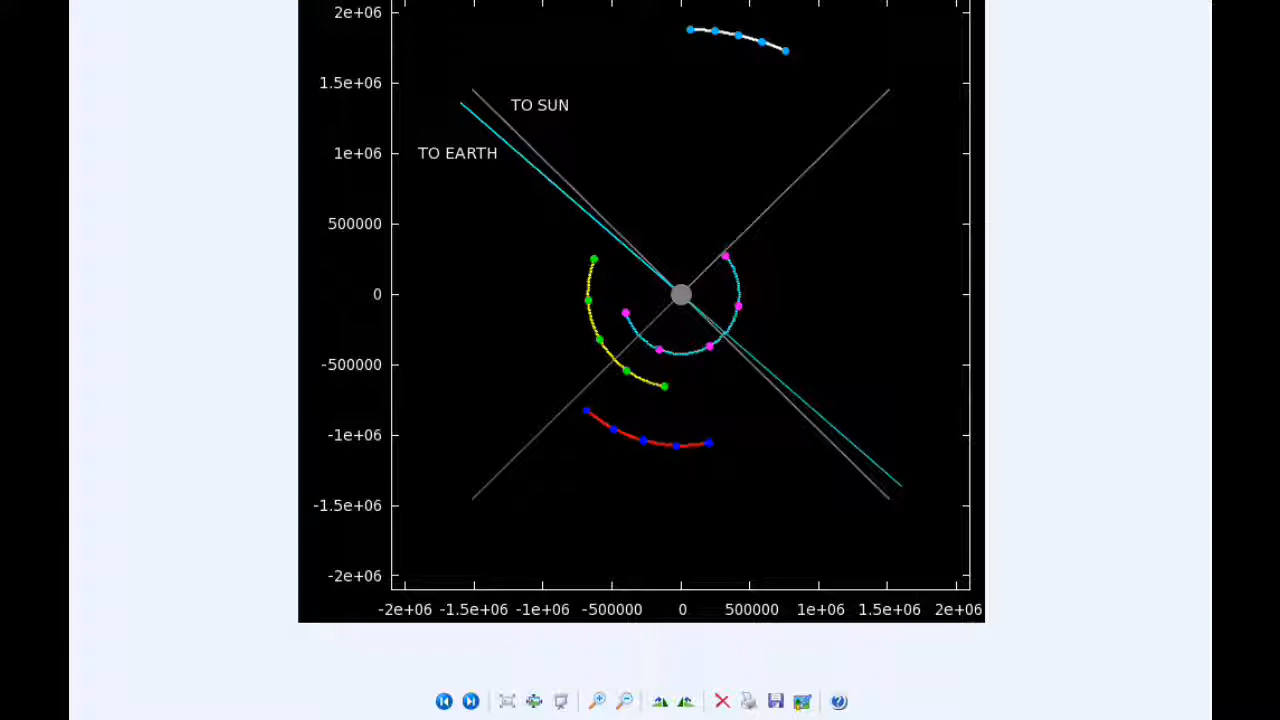 2e+06
1.5e+06
TO SUN
1e+06
TO EARTH
500000
0
-500000
-1e+06
-1.5e+06
-2e+06
-2e+06 -1.5e+06 -1e+06 -500000 0 500000 1e+06 1.5e+06 2e+06